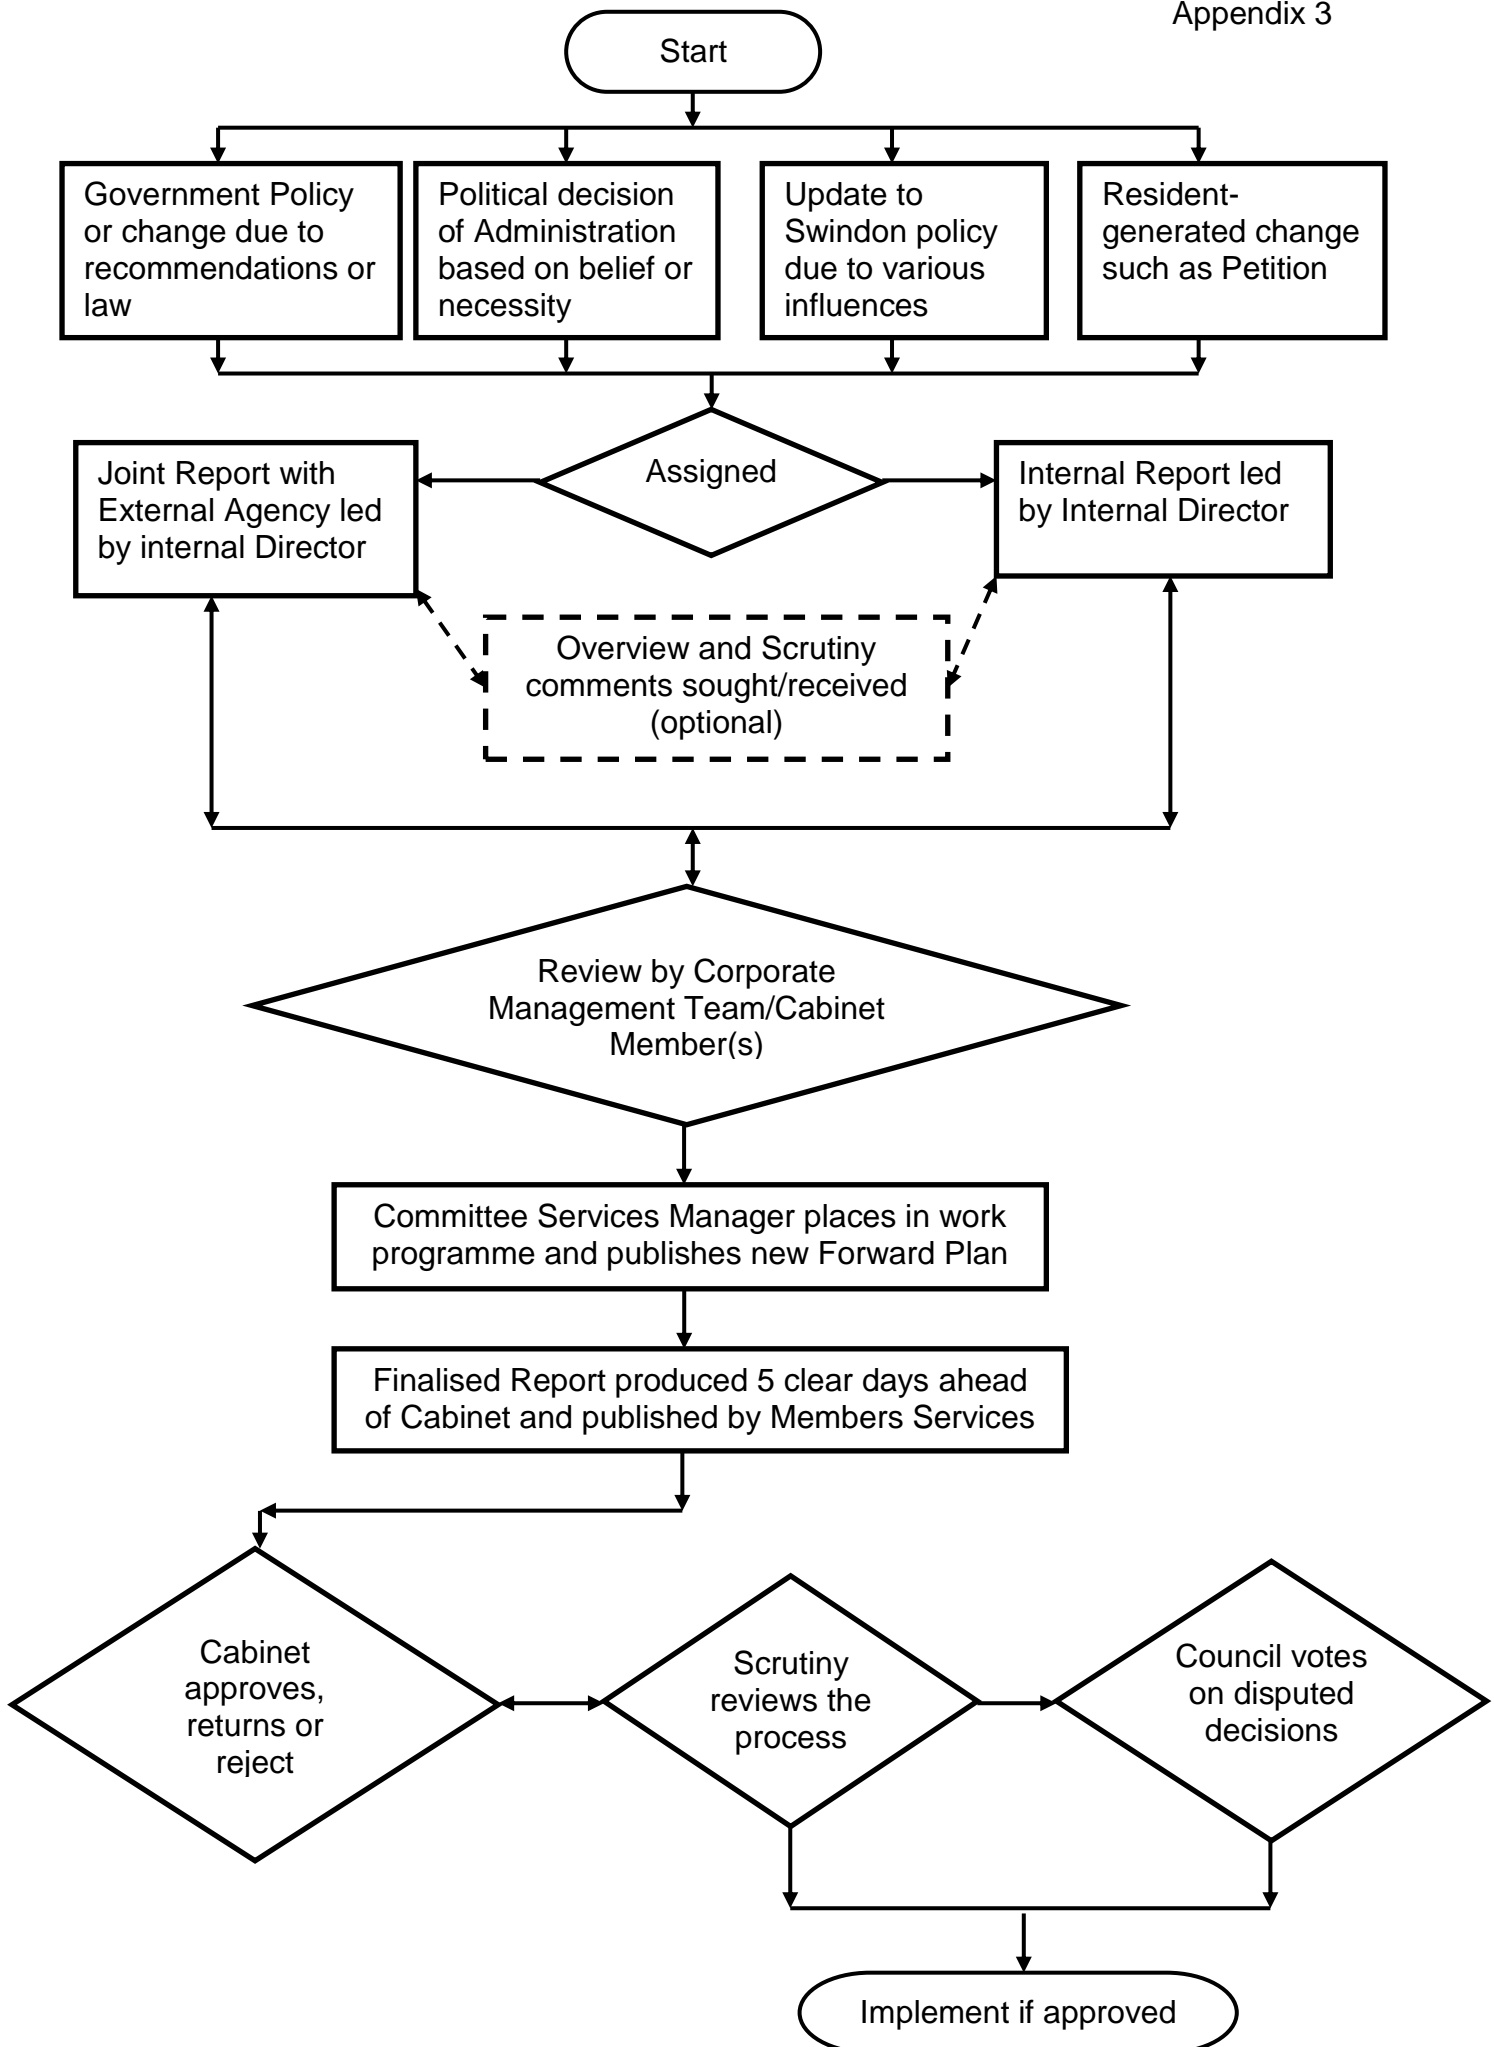 Appendix 3
Start
Government Policy
or change due to
recommendations or
law
Political decision
of Administration
based on belief or
necessity
Update to
Swindon policy
due to various
influences
Resident-
generated change
such as Petition
Assigned
Joint Report with
External Agency led
by internal Director
Internal Report led
by Internal Director
Overview and Scrutiny
comments sought/received
(optional)
Review by Corporate
Management Team/Cabinet
Member(s)
Committee Services Manager places in work
programme and publishes new Forward Plan
Finalised Report produced 5 clear days ahead
of Cabinet and published by Members Services
Cabinet
approves,
returns or
reject
Scrutiny
reviews the
process
Council votes
on disputed
decisions
Implement if approved